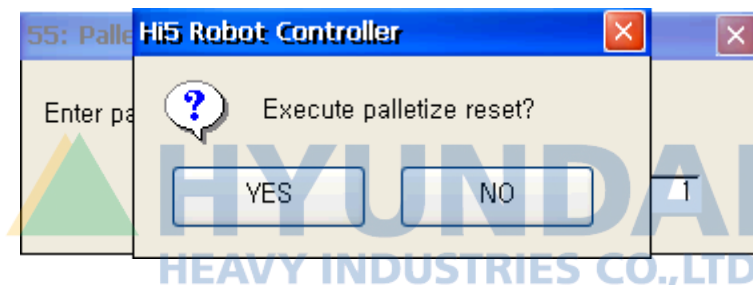 55: Palle
Hi5 Robot Controller
Enter pa
Execute palletize reset?
YES
NO
1
HYUNDAI
HEAVY INDUSTRIES CO.,LTD